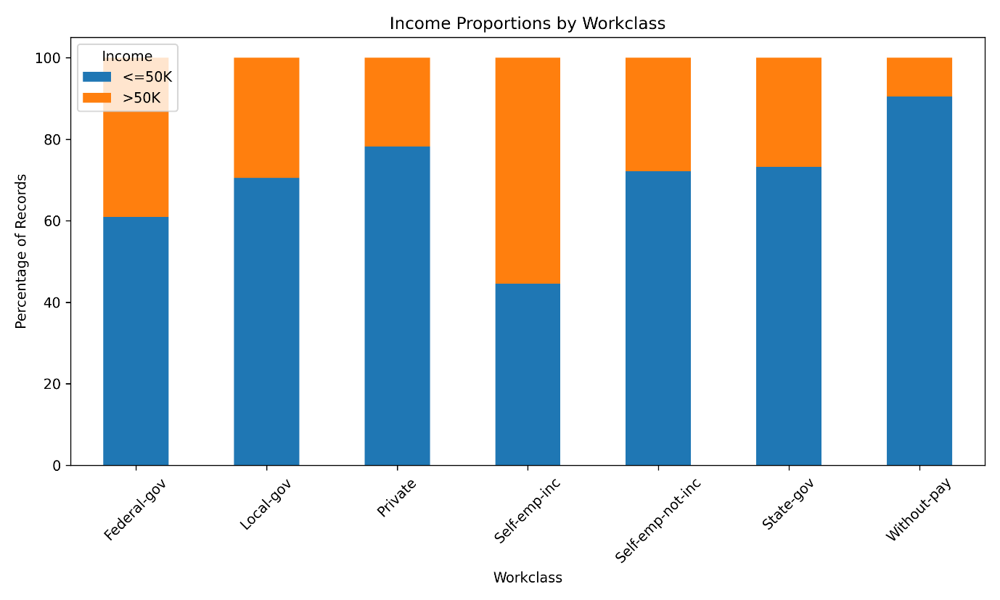 Income Proportions by Workclass
Income
<=50K
>50K
Percentage of Records
100
80
60
40
20
0
Federal-gov
Local-gov
Private
Self-emp-inc
Self-emp-not-inc
State-gov
Without-pay
Workclass